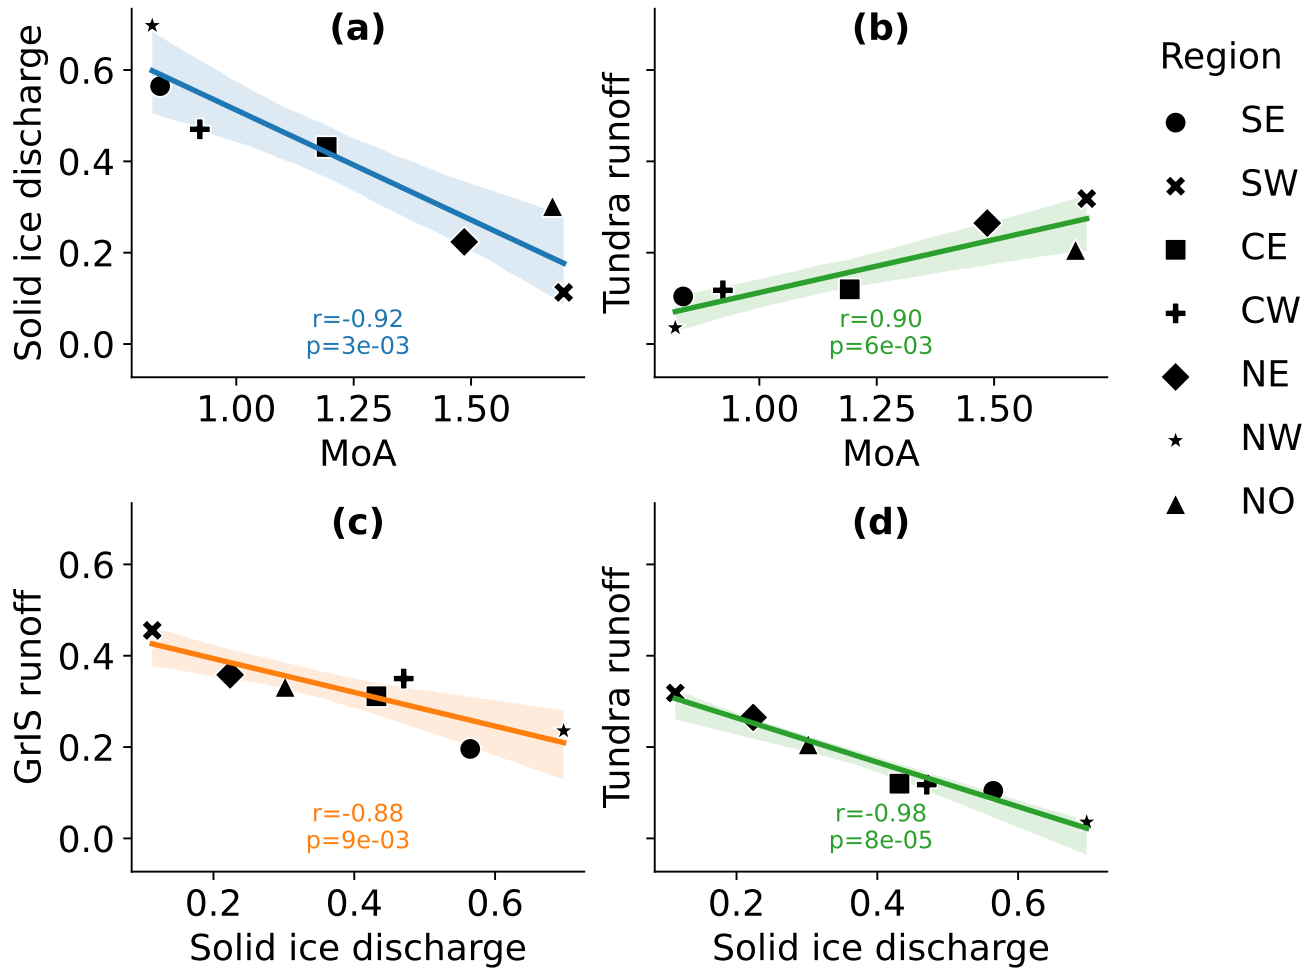 (a)
Solid ice discharge
0.6
0.4
0.2
0.0
r=-0.92
p=3e-03
1.00 1.25 1.50
MoA
(b)
Tundra runoff
r=0.90
p=6e-03
1.00 1.25 1.50
MoA
Region
SE
SW
CE
CW
NE
NW
NO
(c)
GrIS runoff
0.6
0.4
0.2
0.0
r=-0.88
p=9e-03
0.2 0.4 0.6
Solid ice discharge
(d)
Tundra runoff
r=-0.98
p=8e-05
0.2 0.4 0.6
Solid ice discharge